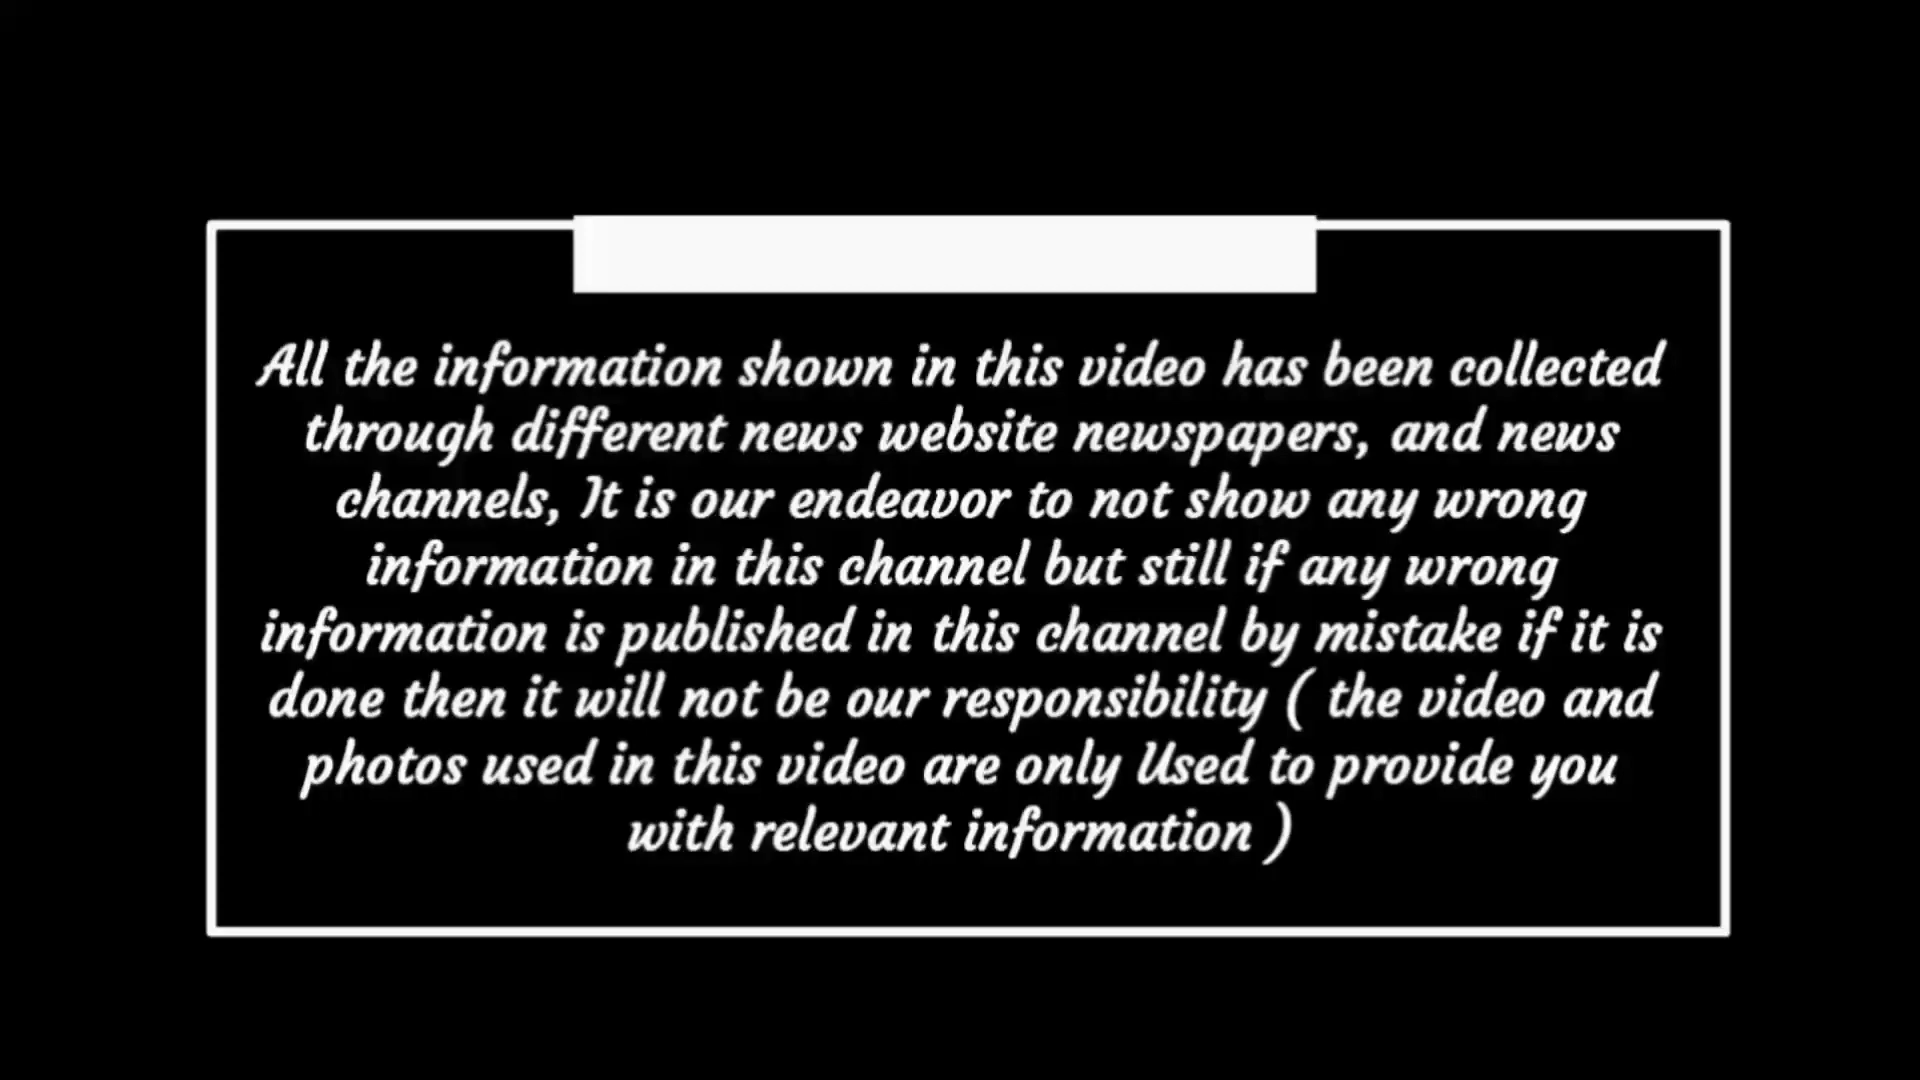 All the information shown in this video has been collected
through different news website newspapers, and news
channels, It is our endeavor to not show any wrong
information in this channel but still if any wrong
information is published in this channel by mistake if it is
done then it will not be our responsibility ( the video and
photos used in this video are only Used to provide you
with relevant information )